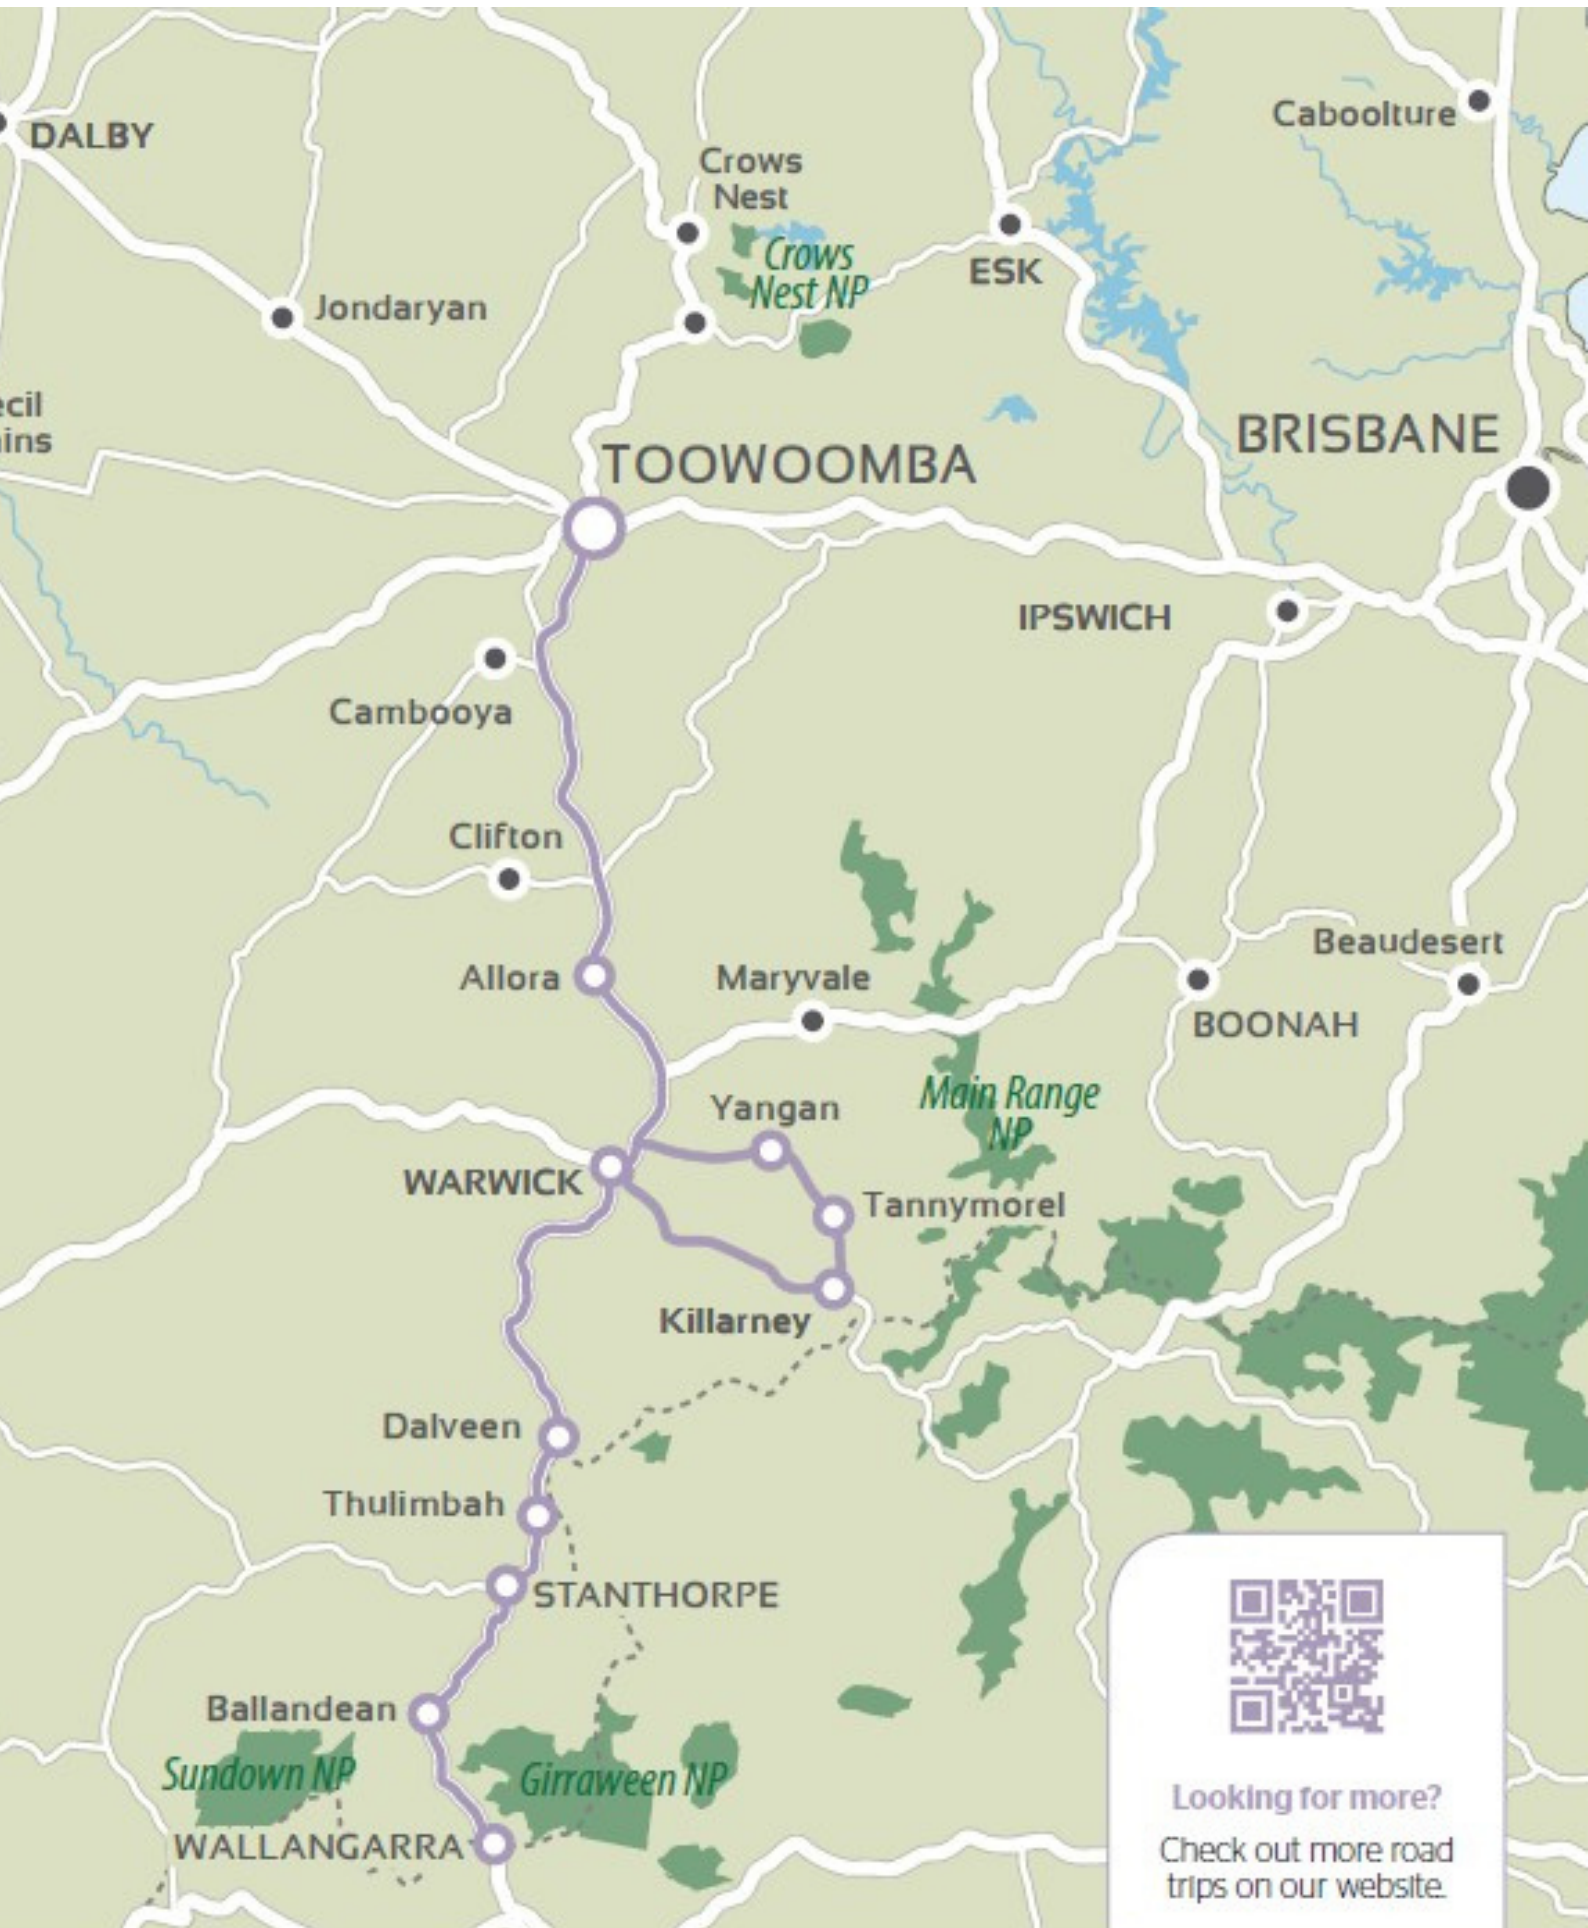 Caboolture
DALBY
Crows
Nest
Crows
Nest NP
ESK
Jondaryan
ecil
ains
BRISBANE
TOOWOOMBA
IPSWICH
Cambooya
Clifton
Beaudesert
Allora
Maryvale
BOONAH
Main Range
NP
Yangan
WARWICK
Tannymorel
Killarney
Dalveen
Thulimbah
STANTHORPE
Ballandean
Sundown NP
Girraween NP
WALLANGARRA
Looking for more?
Check out more road
trips on our website.